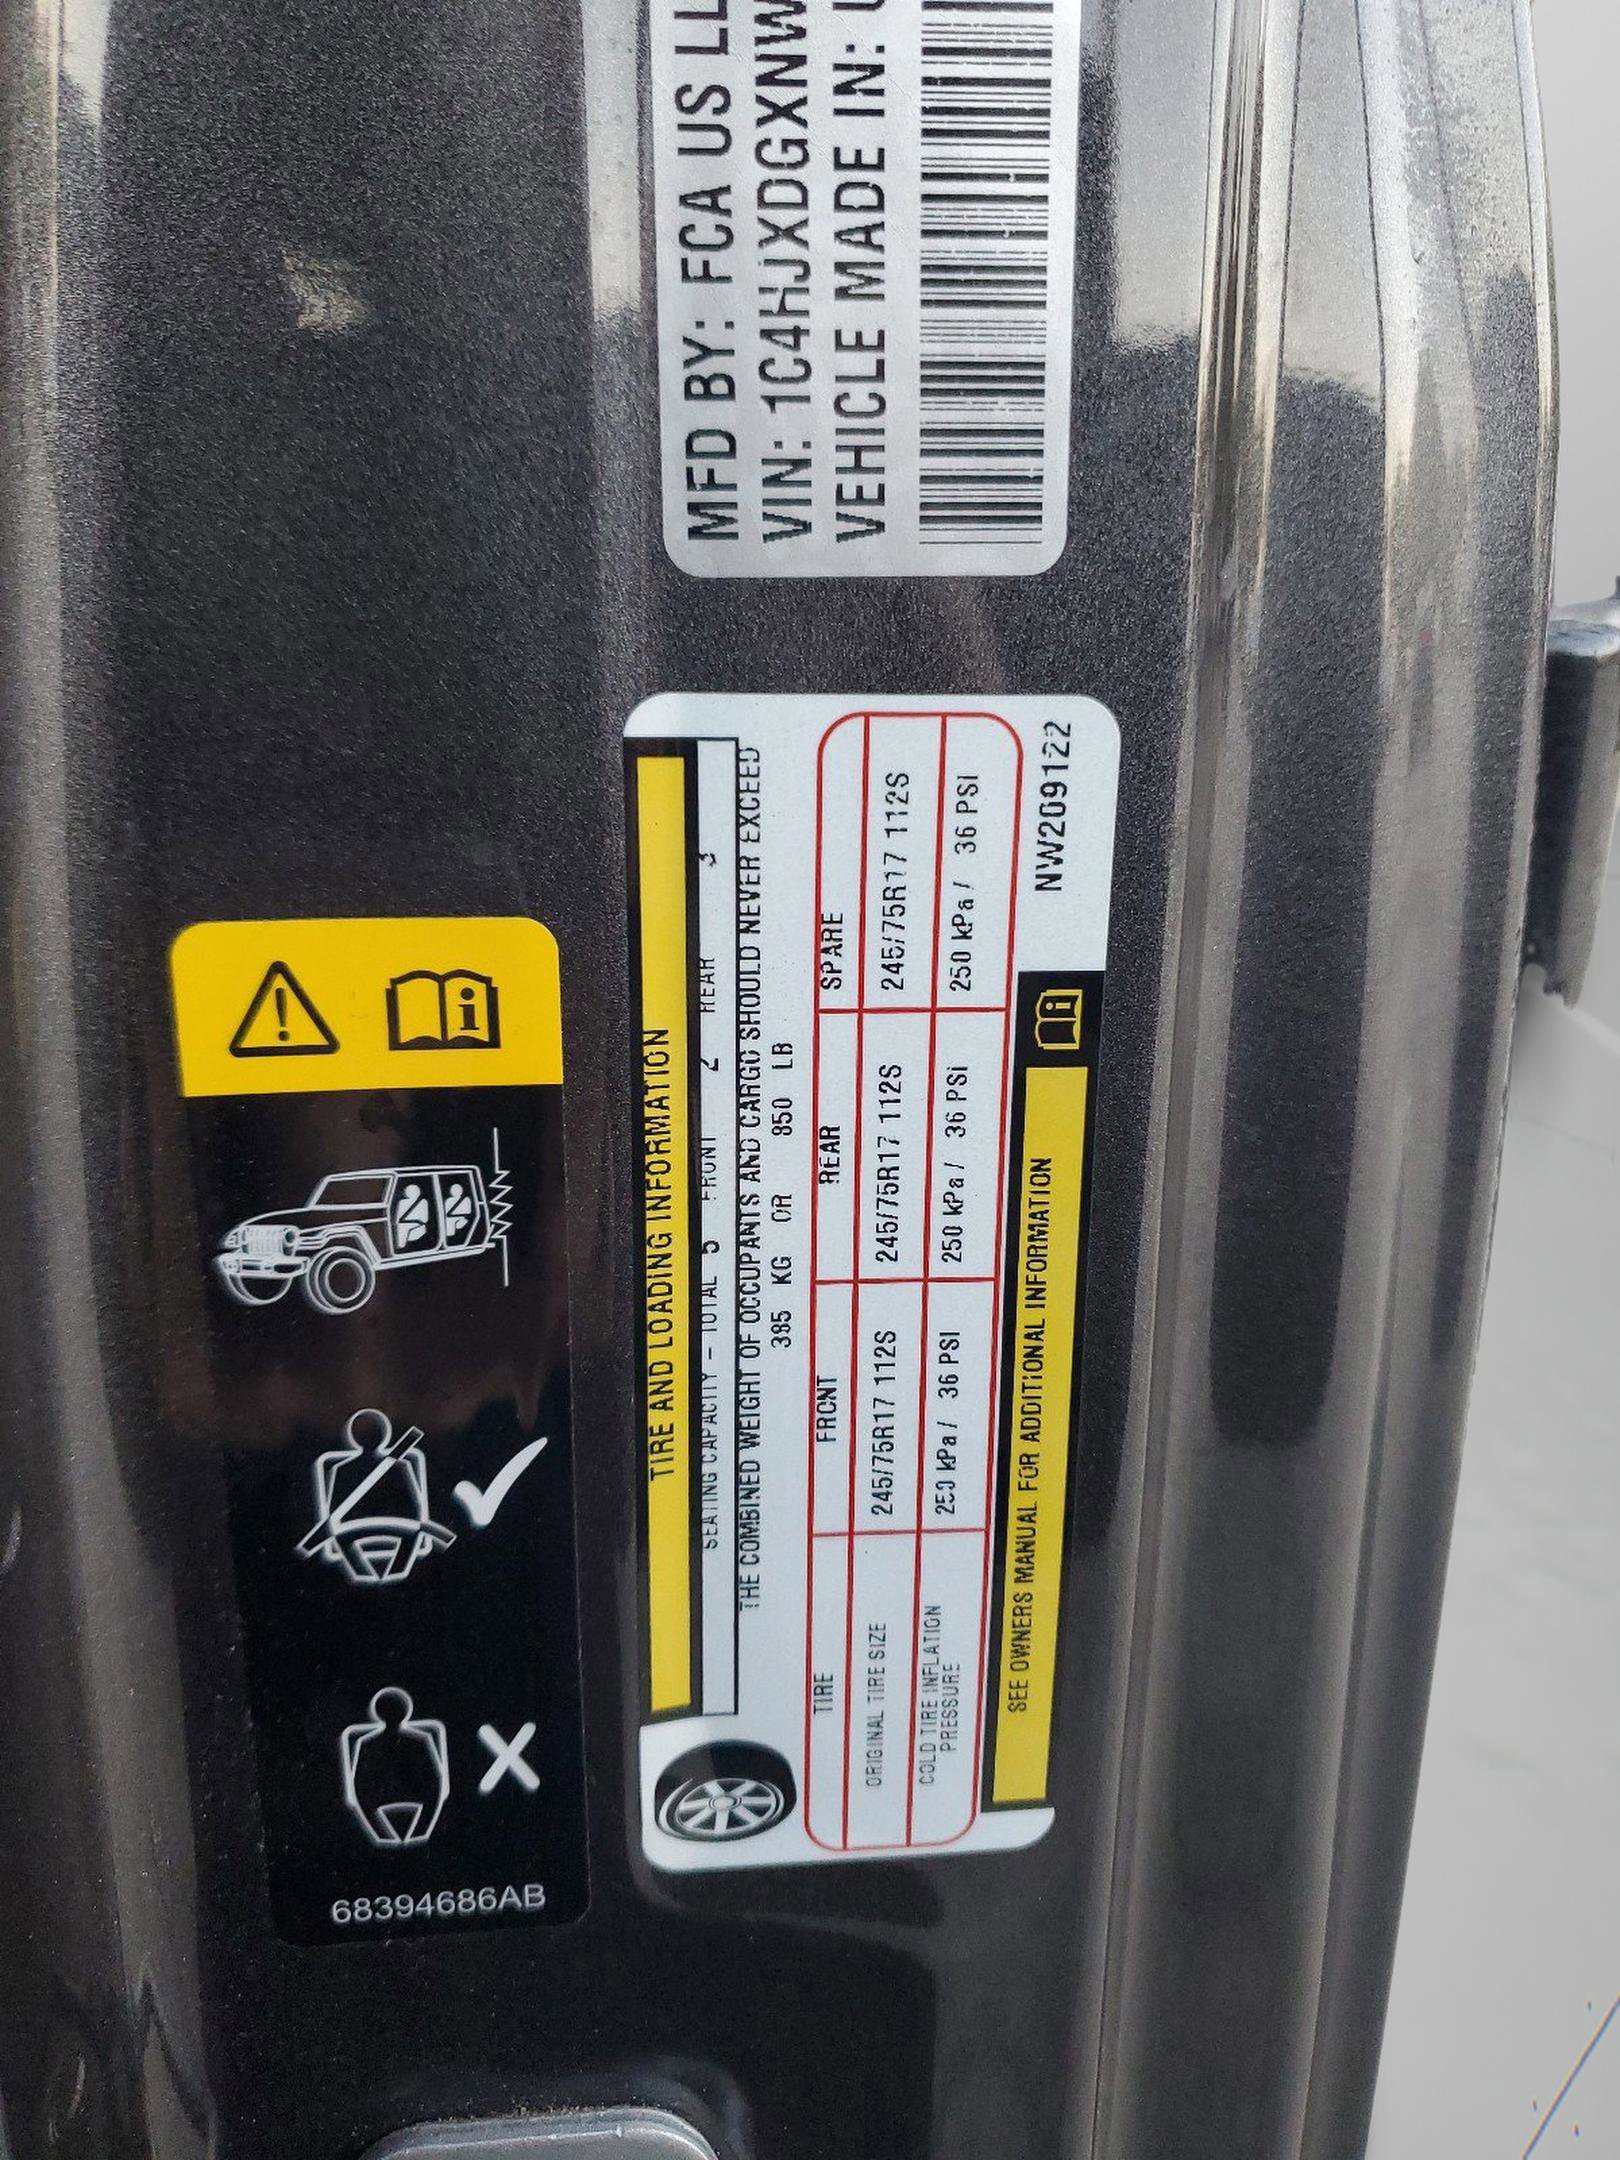 MFD BY: FCA US LL
VIN: 1C4HJXDGXNW
VEHICLE MADE IN: U
TIRE AND LOADING INFORMATION
SEATING CAPACITY – TOTAL 5 FRONT 2 REAR 3
THE COMBINED WEIGHT OF OCCUPANTS AND CARGO SHOULD NEVER EXCEED
385 KG OR 850 LB
TIRE FRONT REAR SPARE
ORIGINAL TIRE SIZE 245/75R17 112S 245/75R17 112S 245/75R17 112S
COLD TIRE INFLATION PRESSURE 250 kPa / 36 PSI 250 kPa / 36 PSI 250 kPa / 36 PSI
SEE OWNERS MANUAL FOR ADDITIONAL INFORMATION
NW209122
68394686AB